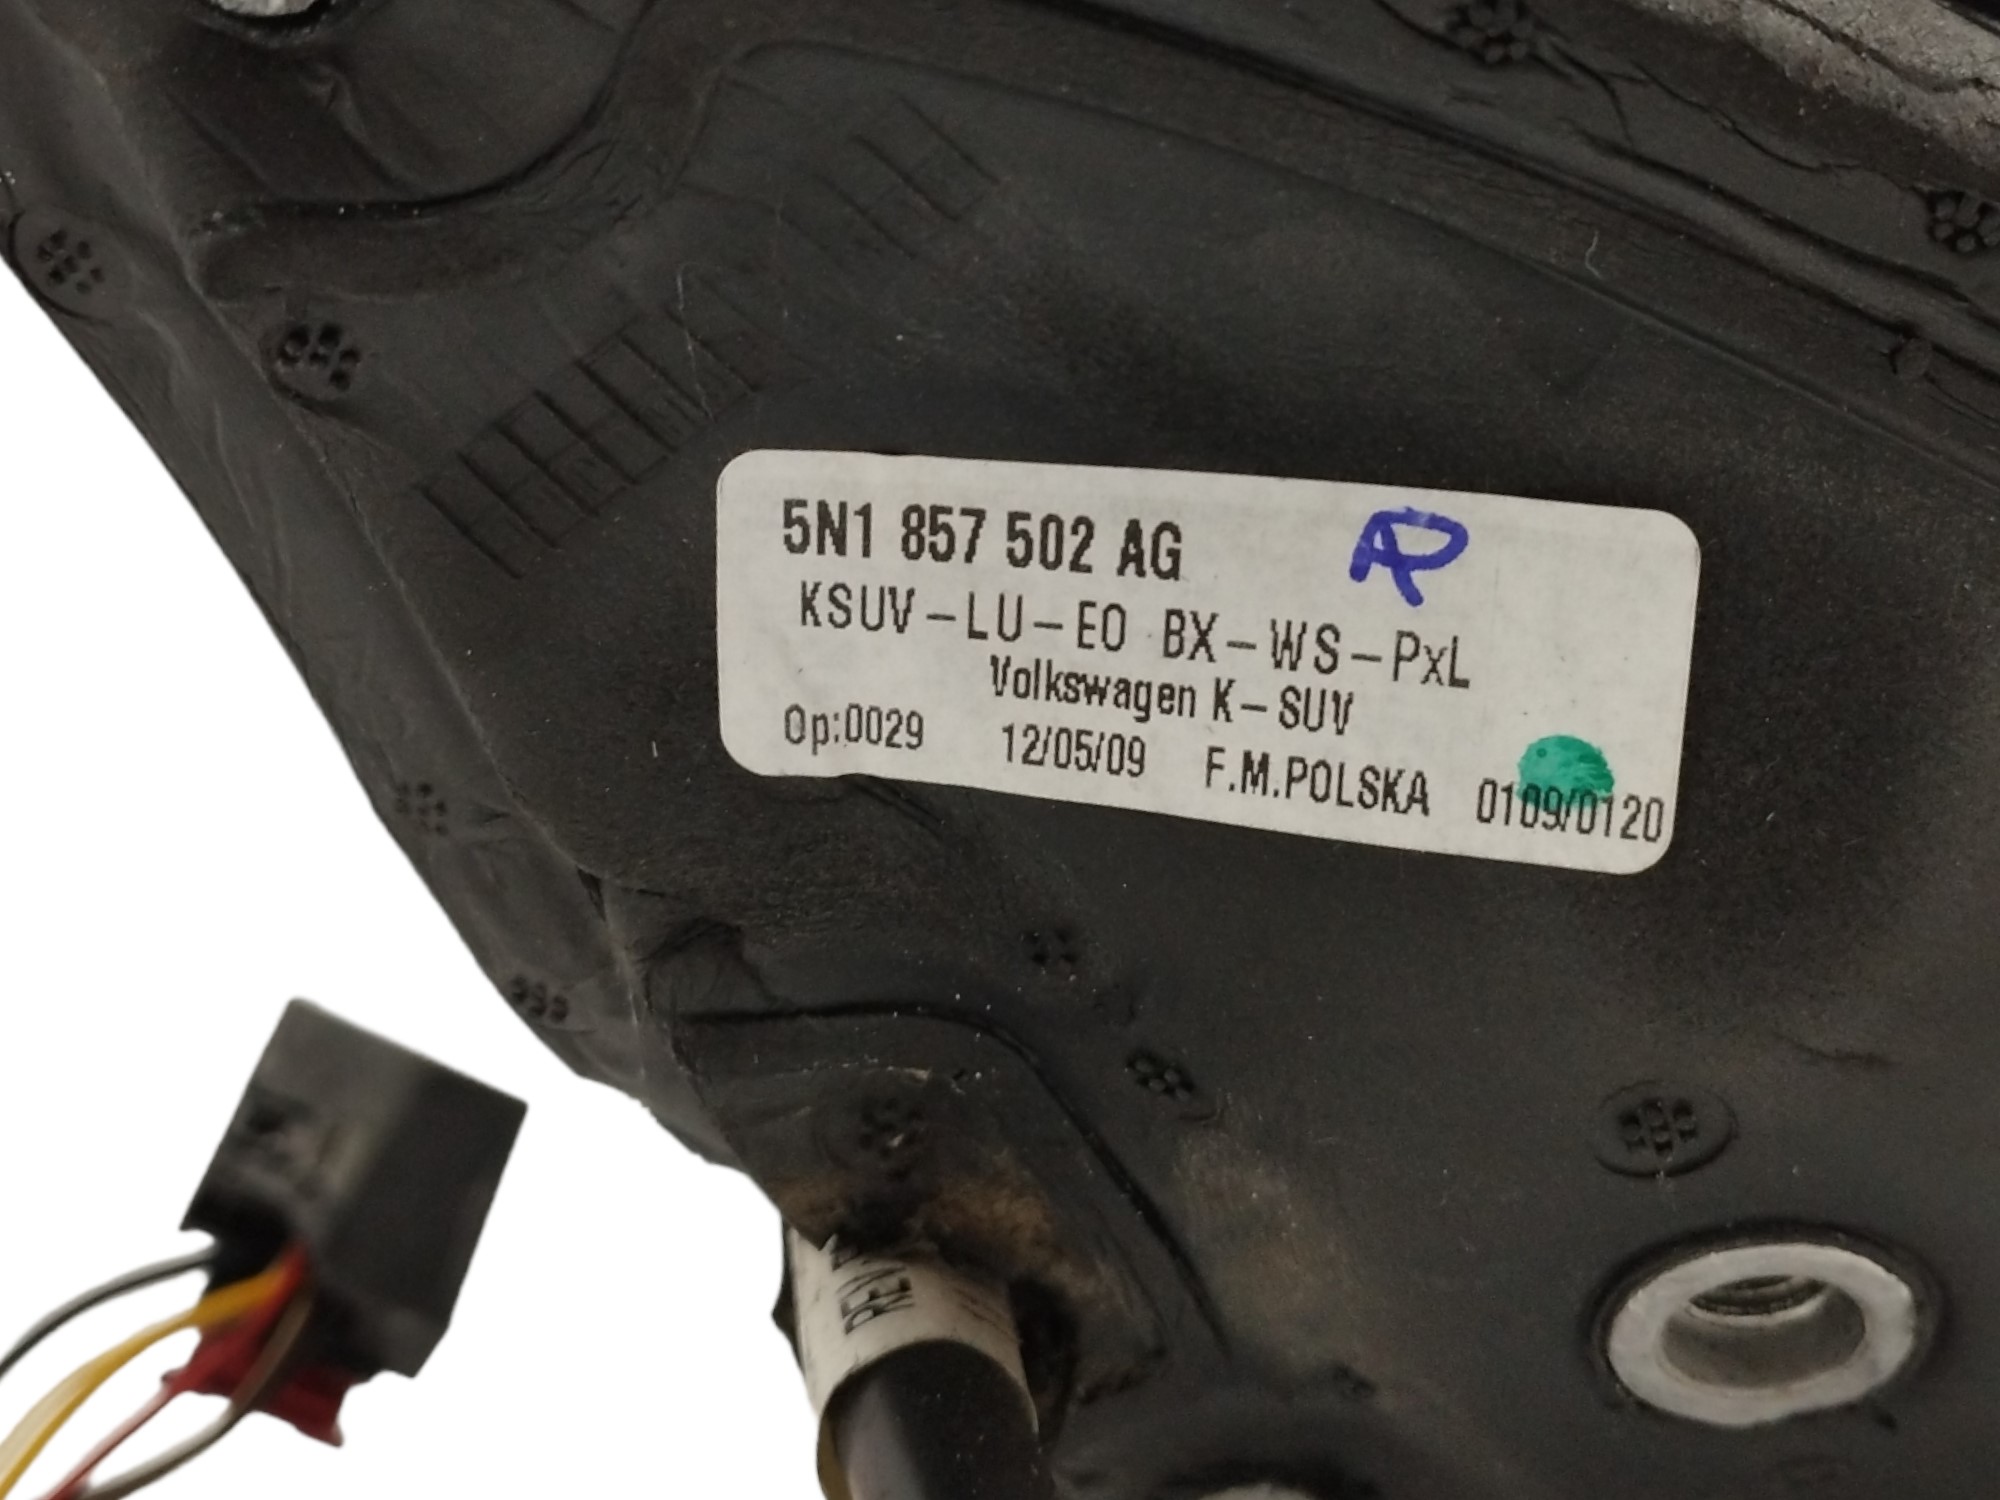 5N1 857 502 AG
KSUV-LU-EO BX-WS-PxL
Volkswagen K-SUV
Op:0029 12/05/09 F.M.POLSKA 0109/0120